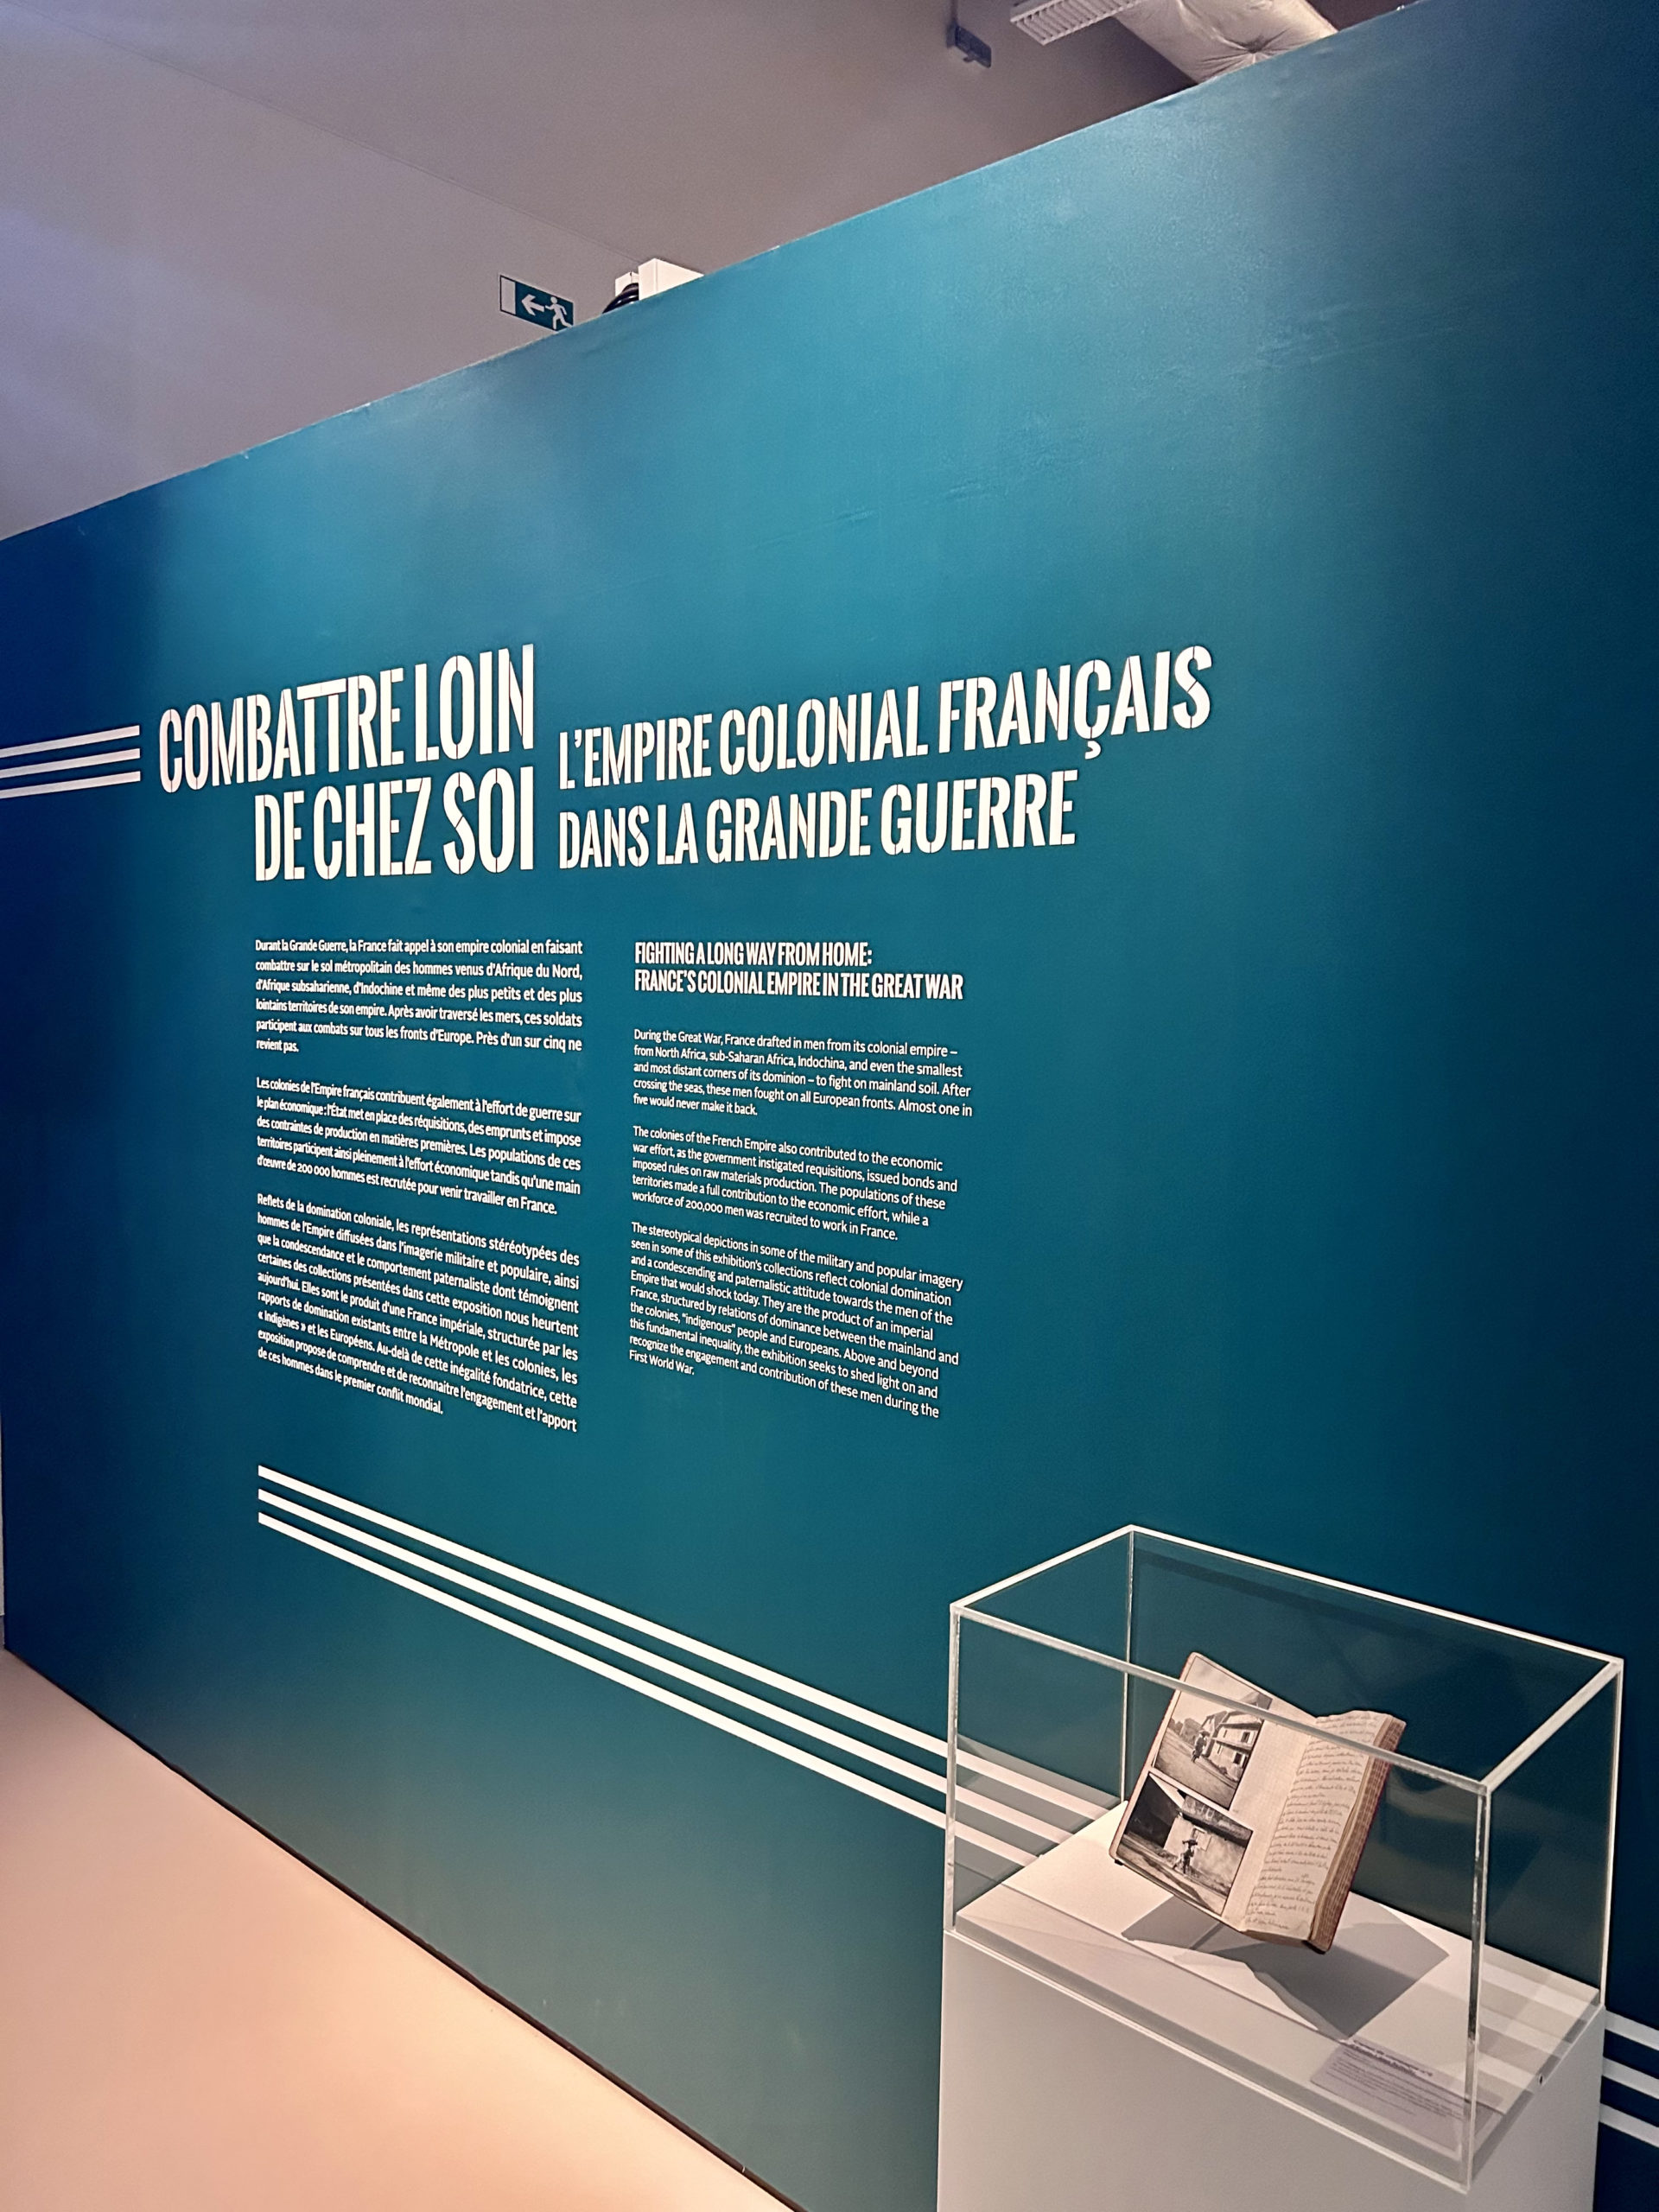 COMBATTRE LOIN
DE CHEZ SOI
L'EMPIRE COLONIAL FRANÇAIS
DANS LA GRANDE GUERRE
Durant la Grande Guerre, la France fait appel à son empire colonial en faisant
combattre sur le sol métropolitain des hommes venus d'Afrique du Nord,
d'Afrique subsaharienne, d'Indochine et même des plus petits et des plus
lointains territoires de son empire. Après avoir traversé les mers, ces soldats
participent aux combats sur tous les fronts d'Europe. Près d'un sur cinq ne
revient pas.
Les colonies de l'Empire français contribuent également à l'effort de guerre sur
le plan économique : l'État met en place des réquisitions, des emprunts et impose
des contraintes de production en matières premières. Les populations de ces
territoires participent ainsi pleinement à l'effort économique tandis qu'une main
d'œuvre de 200 000 hommes est recrutée pour venir travailler en France.
Reflets de la domination coloniale, les représentations stéréotypées des
hommes de l'Empire diffusées dans l'imagerie militaire et populaire, ainsi
que la condescendance et le comportement paternaliste dont témoignent
certaines des collections présentées dans cette exposition nous heurtent
aujourd'hui. Elles sont le produit d'une France impériale, structurée par les
rapports de domination existants entre la Métropole et les colonies, les
« Indigènes » et les Européens. Au-delà de cette inégalité fondatrice, cette
exposition propose de comprendre et de reconnaitre l'engagement et l'apport
de ces hommes dans le premier conflit mondial.
FIGHTING A LONG WAY FROM HOME:
FRANCE'S COLONIAL EMPIRE IN THE GREAT WAR
During the Great War, France drafted in men from its colonial empire –
from North Africa, sub-Saharan Africa, Indochina, and even the smallest
and most distant corners of its dominion – to fight on mainland soil. After
crossing the seas, these men fought on all European fronts. Almost one in
five would never make it back.
The colonies of the French Empire also contributed to the economic
war effort, as the government instigated requisitions, issued bonds and
imposed rules on raw materials production. The populations of these
territories made a full contribution to the economic effort, while a
workforce of 200,000 men was recruited to work in France.
The stereotypical depictions in some of the military and popular imagery
seen in some of this exhibition's collections reflect colonial domination
and a condescending and paternalistic attitude towards the men of the
Empire that would shock today. They are the product of an imperial
France, structured by relations of dominance between the mainland and
the colonies, "indigenous" people and Europeans. Above and beyond
this fundamental inequality, the exhibition seeks to shed light on and
recognize the engagement and contribution of these men during the
First World War.